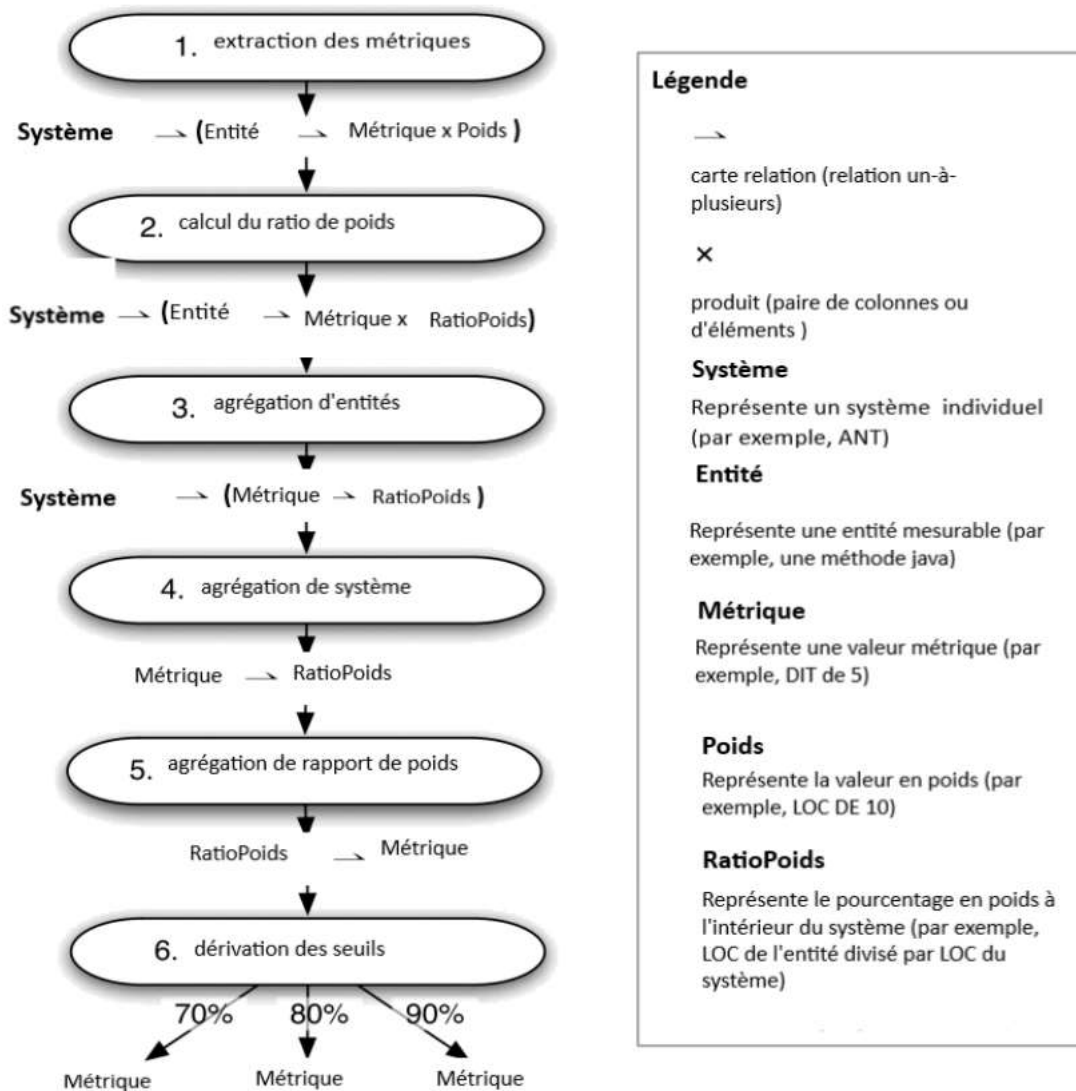 1. extraction des métriques
Système ⇀ (Entité ⇀ Métrique x Poids )
2. calcul du ratio de poids
Système ⇀ (Entité ⇀ Métrique x RatioPoids)
3. agrégation d'entités
Système ⇀ (Métrique ⇀ RatioPoids )
4. agrégation de système
Métrique ⇀ RatioPoids
5. agrégation de rapport de poids
RatioPoids ⇀ Métrique
6. dérivation des seuils
70% 80% 90%
Métrique Métrique Métrique
Légende
⇀
carte relation (relation un-à-
plusieurs)
×
produit (paire de colonnes ou
d'éléments )
Système
Représente un système individuel
(par exemple, ANT)
Entité
Représente une entité mesurable (par
exemple, une méthode java)
Métrique
Représente une valeur métrique (par
exemple, DIT de 5)
Poids
Représente la valeur en poids (par
exemple, LOC DE 10)
RatioPoids
Représente le pourcentage en poids à
l'intérieur du système (par exemple,
LOC de l'entité divisé par LOC du
système)